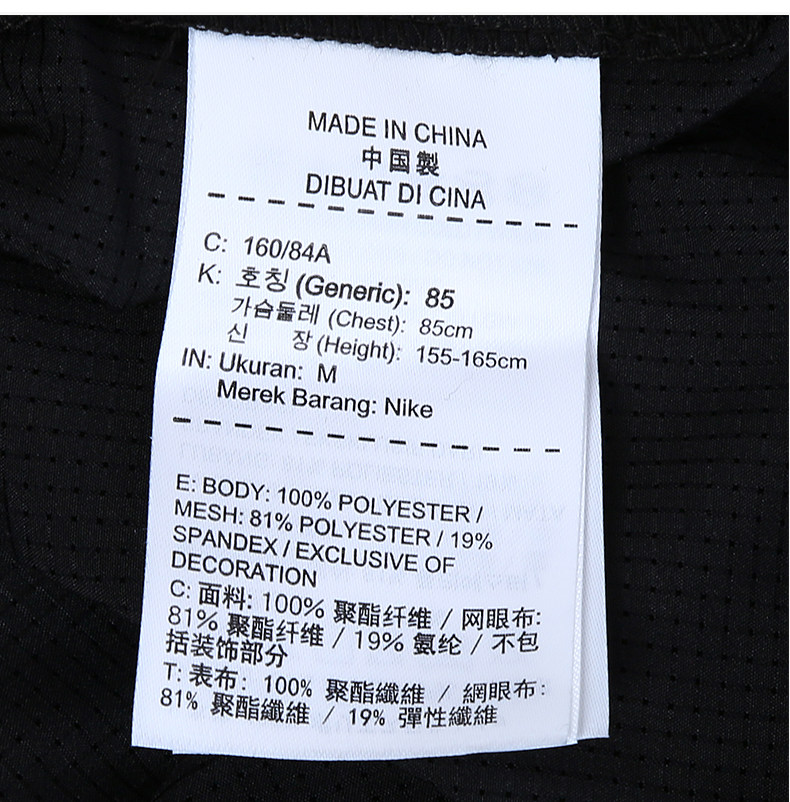 MADE IN CHINA
中国製
DIBUAT DI CINA
C: 160/84A
K: 호칭 (Generic): 85
가슴둘레 (Chest): 85cm
신 장 (Height): 155-165cm
IN: Ukuran: M
Merek Barang: Nike
E: BODY: 100% POLYESTER /
MESH: 81% POLYESTER / 19%
SPANDEX / EXCLUSIVE OF
DECORATION
C: 面料: 100% 聚酯纤维 / 网眼布:
81% 聚酯纤维 / 19% 氨纶 / 不包
括装饰部分
T: 表布: 100% 聚酯纖維 / 網眼布:
81% 聚酯纖維 / 19% 彈性纖維